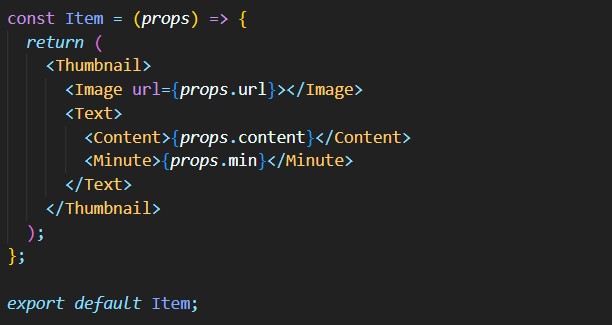 const Item = (props) => {
  return (
    <Thumbnail>
      <Image url={props.url}></Image>
      <Text>
        <Content>{props.content}</Content>
        <Minute>{props.min}</Minute>
      </Text>
    </Thumbnail>
  );
};

export default Item;